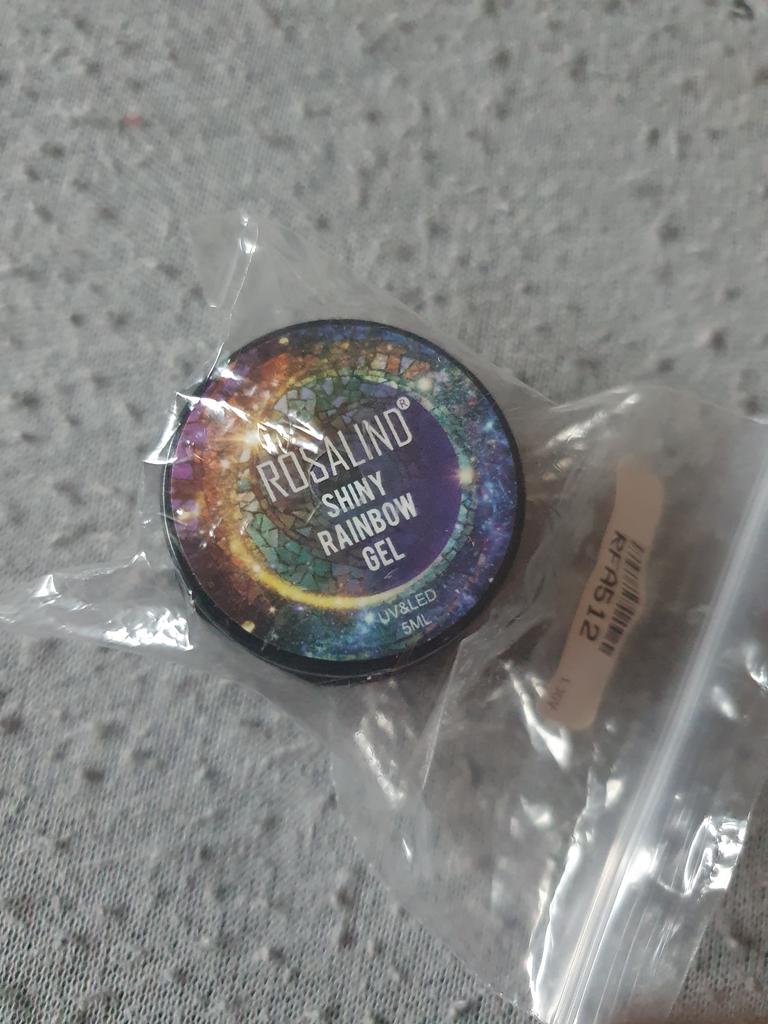 ROSALIND®
SHINY
RAINBOW
GEL
UV&LED
5ML
RFA512